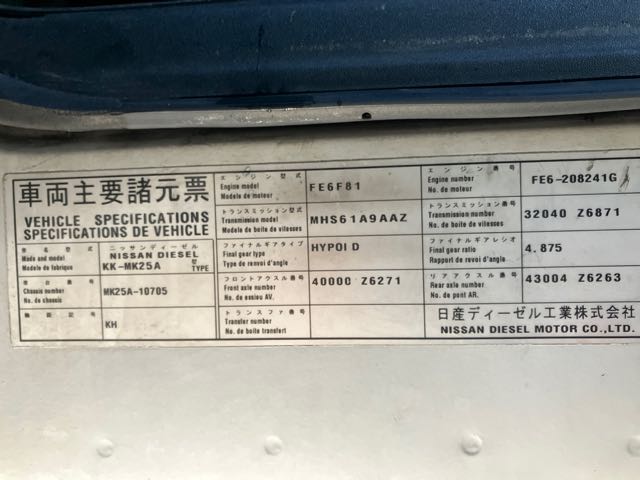 車両主要諸元票
VEHICLE SPECIFICATIONS
SPECIFICATIONS DE VEHICLE
車名型式
Make and model
Modele de fabrique
ニッサンディーゼル
NISSAN DIESEL
KK-MK25A 型 TYPE
車台番号
Chassis number
No. de chassis
MK25A-10705
KH
エンジン型式
Engine model
Modele de moteur
FE6F81
エンジン番号
Engine number
No. de moteur
FE6-208241G
トランスミッション型式
Transmission model
Modele de boite de vitesses
MHS61A9AAZ
トランスミッション番号
Transmission number
No. de boite de vitesses
32040 Z6871
ファイナルギアタイプ
Final gear type
Type de renvoi d'angle
HYPOID
ファイナルギアレシオ
Final gear ratio
Rapport de revoi d'angle
4.875
フロントアクスル番号
Front axle number
No. de essieu AV.
40000 Z6271
リアアクスル番号
Rear axle number
No. de pont AR.
43004 Z6263
トランスファ番号
Transfer number
No. de boite transfert
日産ディーゼル工業株式会社
NISSAN DIESEL MOTOR CO.,LTD.